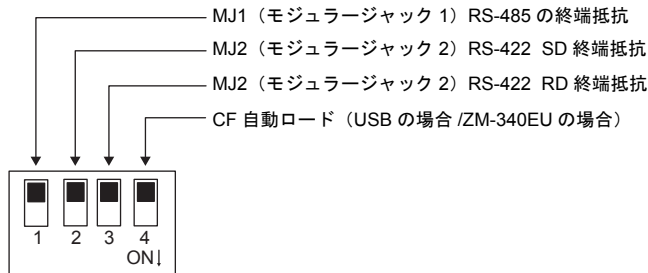 MJ1（モジュラージャック 1）RS-485 の終端抵抗
MJ2（モジュラージャック 2）RS-422 SD 終端抵抗
MJ2（モジュラージャック 2）RS-422 RD 終端抵抗
CF 自動ロード（USB の場合 /ZM-340EU の場合）
1 2 3 4
ON↓